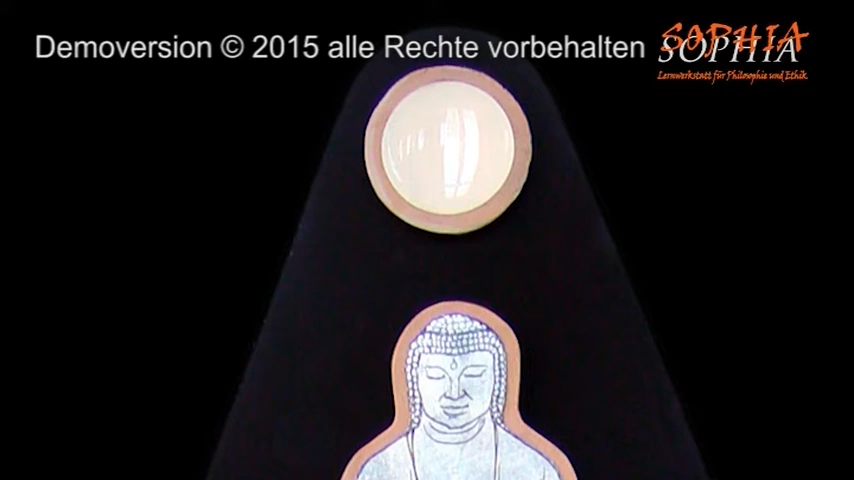 Demoversion © 2015 alle Rechte vorbehalten
SOPHIA
SOPHIA
Lernwerkstatt für Philosophie und Ethik